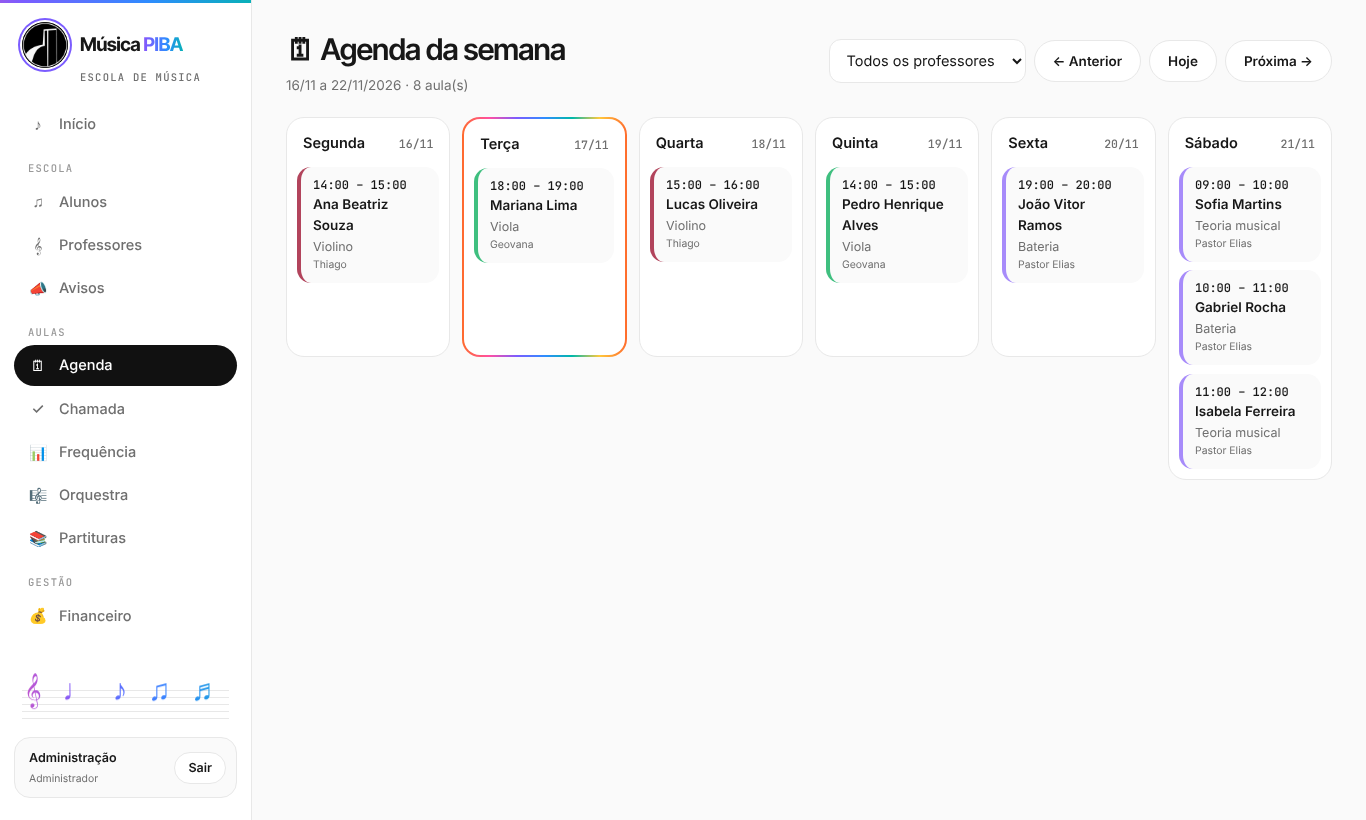 Música PIBA
ESCOLA DE MÚSICA
Início
ESCOLA
Alunos
Professores
Avisos
AULAS
Agenda
Chamada
Frequência
Orquestra
Partituras
GESTÃO
Financeiro
Administração
Administrador
Sair
Agenda da semana
16/11 a 22/11/2026 · 8 aula(s)
Todos os professores
← Anterior
Hoje
Próxima →
Segunda 16/11
14:00 – 15:00
Ana Beatriz
Souza
Violino
Thiago
Terça 17/11
18:00 – 19:00
Mariana Lima
Viola
Geovana
Quarta 18/11
15:00 – 16:00
Lucas Oliveira
Violino
Thiago
Quinta 19/11
14:00 – 15:00
Pedro Henrique
Alves
Viola
Geovana
Sexta 20/11
19:00 – 20:00
João Vitor
Ramos
Bateria
Pastor Elias
Sábado 21/11
09:00 – 10:00
Sofia Martins
Teoria musical
Pastor Elias
10:00 – 11:00
Gabriel Rocha
Bateria
Pastor Elias
11:00 – 12:00
Isabela Ferreira
Teoria musical
Pastor Elias